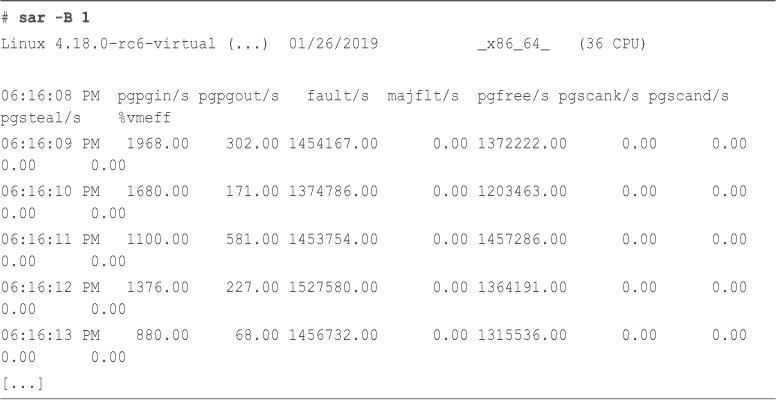 # sar -B 1
Linux 4.18.0-rc6-virtual (...)  01/26/2019          _x86_64_   (36 CPU)
06:16:08 PM  pgpgin/s pgpgout/s   fault/s  majflt/s  pgfree/s pgscank/s pgscand/s
pgsteal/s    %vmeff
06:16:09 PM   1968.00    302.00 1454167.00      0.00 1372222.00      0.00      0.00
0.00      0.00
06:16:10 PM   1680.00    171.00 1374786.00      0.00 1203463.00      0.00      0.00
0.00      0.00
06:16:11 PM   1100.00    581.00 1453754.00      0.00 1457286.00      0.00      0.00
0.00      0.00
06:16:12 PM   1376.00    227.00 1527580.00      0.00 1364191.00      0.00      0.00
0.00      0.00
06:16:13 PM    880.00     68.00 1456732.00      0.00 1315536.00      0.00      0.00
0.00      0.00
[...]